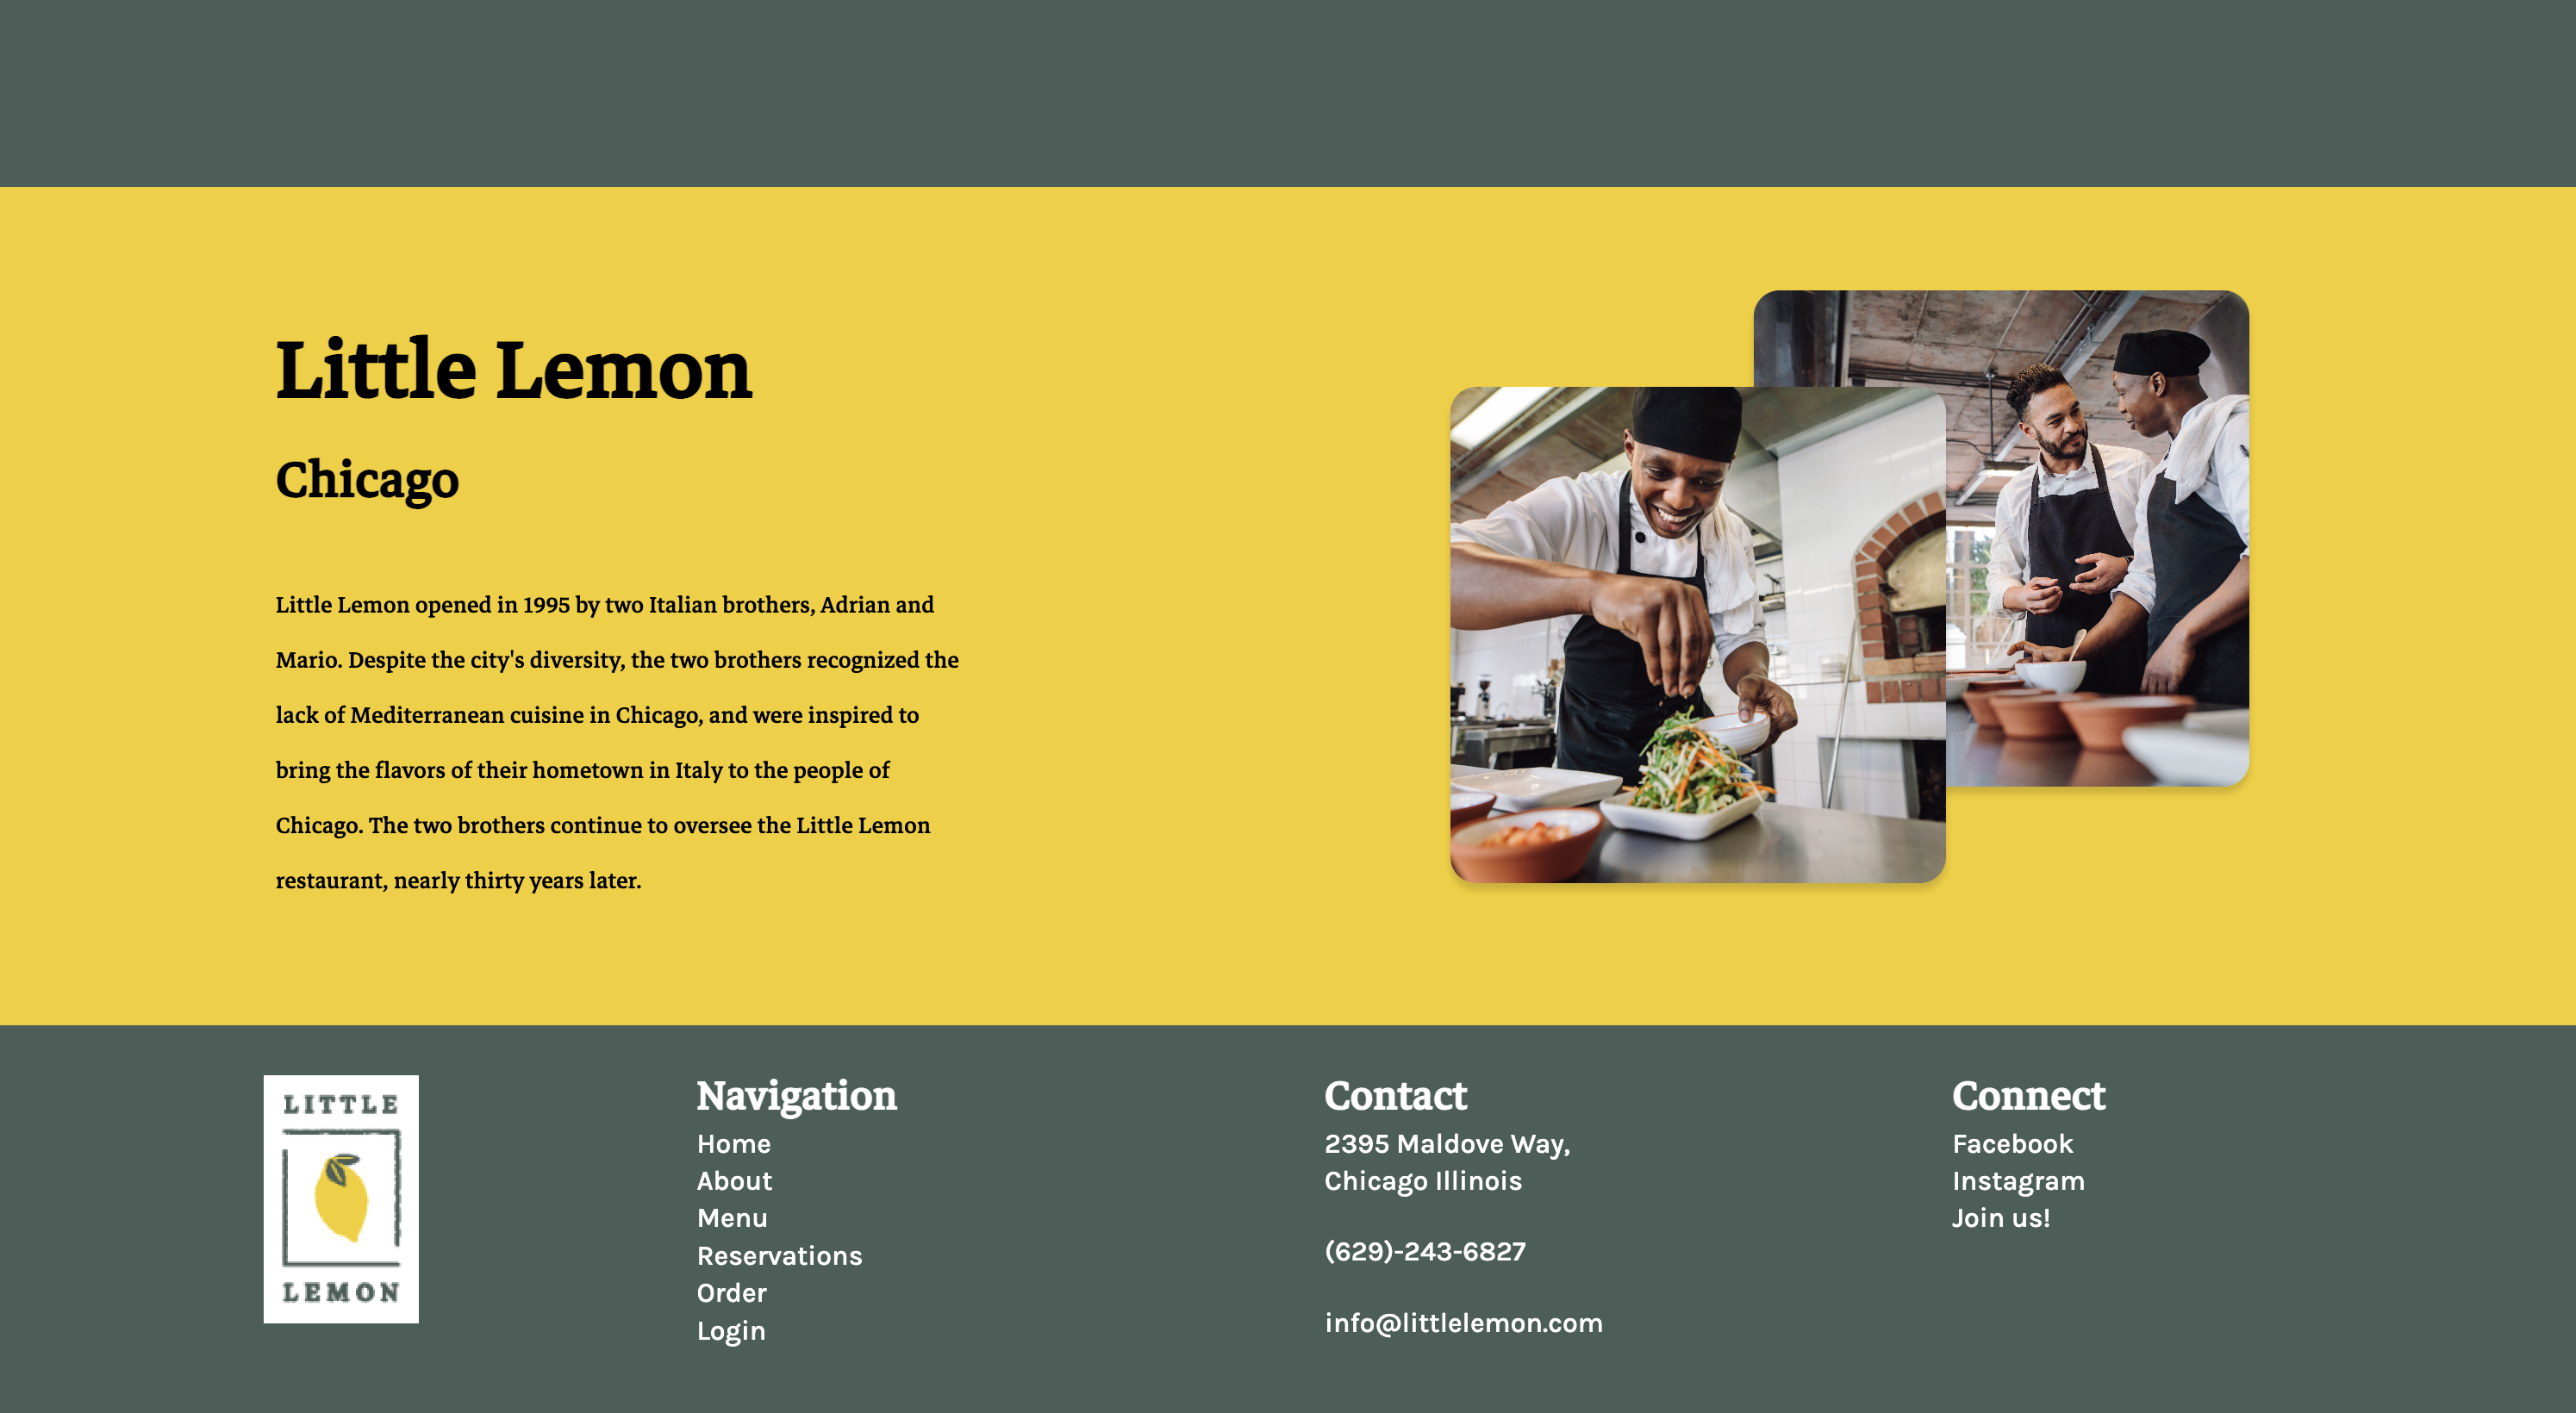 Little Lemon
Chicago
Little Lemon opened in 1995 by two Italian brothers, Adrian and
Mario. Despite the city's diversity, the two brothers recognized the
lack of Mediterranean cuisine in Chicago, and were inspired to
bring the flavors of their hometown in Italy to the people of
Chicago. The two brothers continue to oversee the Little Lemon
restaurant, nearly thirty years later.
LITTLE
LEMON
Navigation
Home
About
Menu
Reservations
Order
Login
Contact
2395 Maldove Way,
Chicago Illinois
(629)-243-6827
info@littlelemon.com
Connect
Facebook
Instagram
Join us!